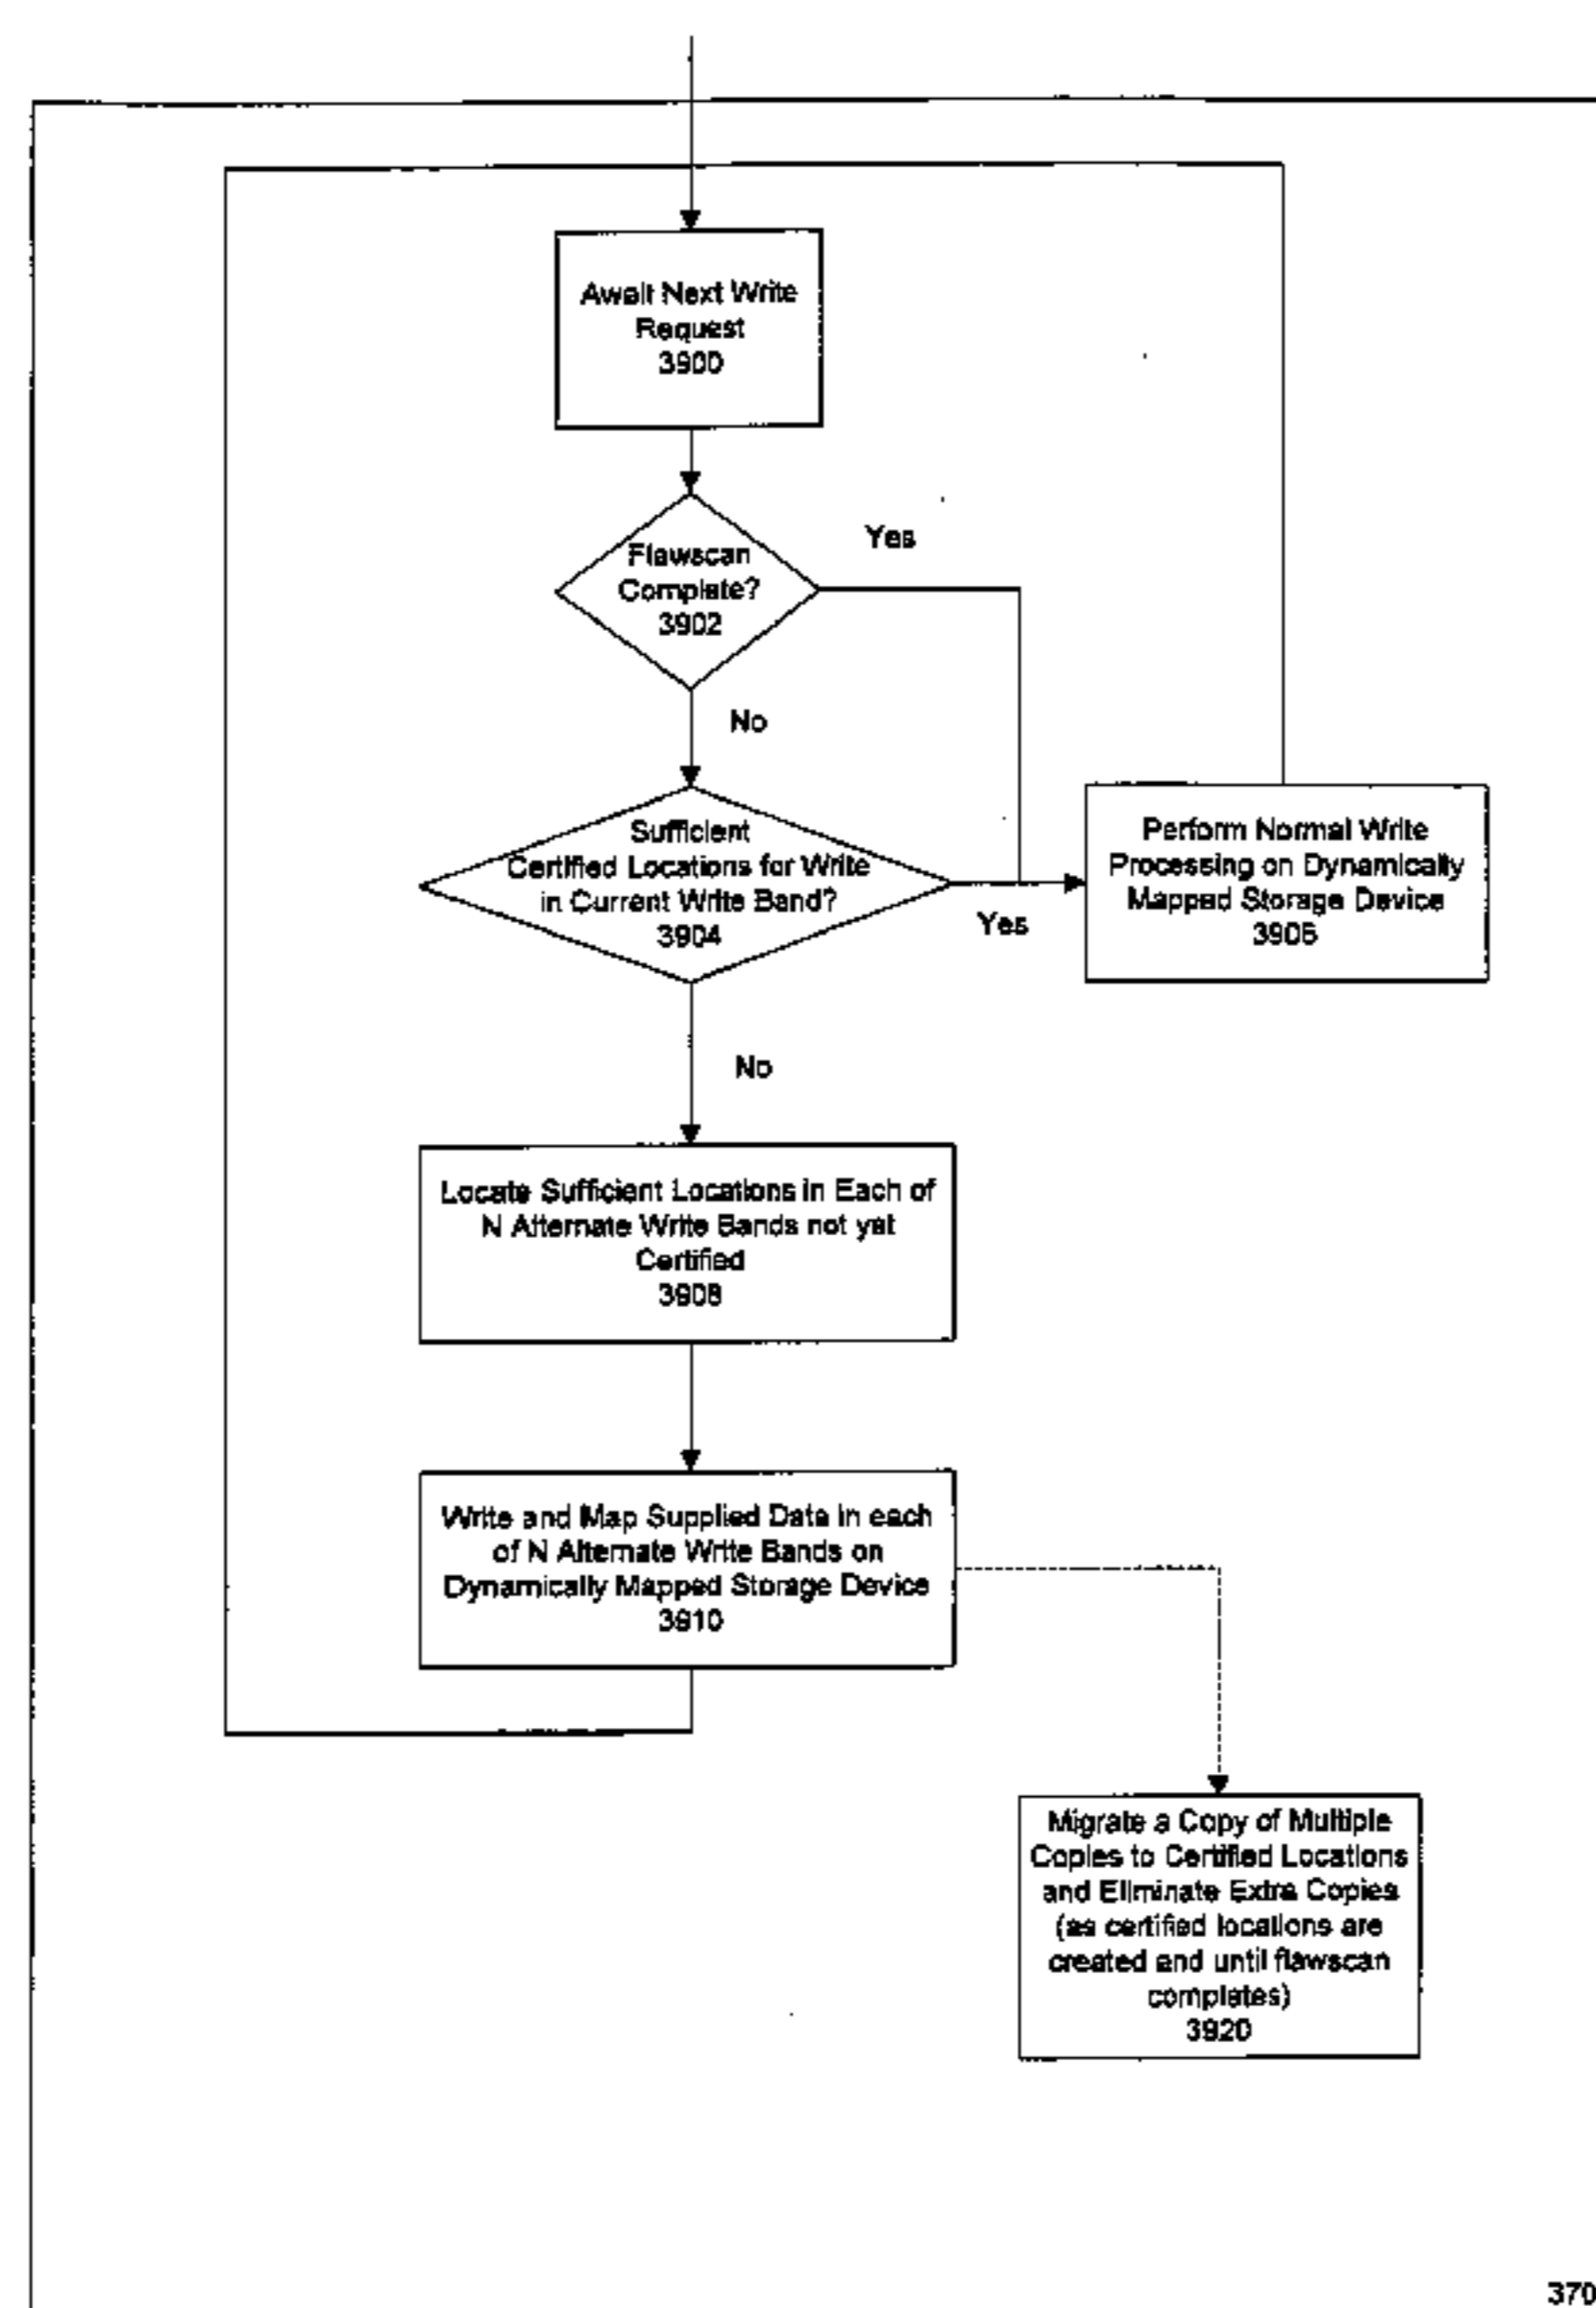 Await Next Write
Request
3900
Flawscan
Complete?
3902
Yes
No
Sufficient
Certified Locations for Write
in Current Write Band?
3904
Yes
Perform Normal Write
Processing on Dynamically
Mapped Storage Device
3906
No
Locate Sufficient Locations in Each of
N Alternate Write Bands not yet
Certified
3908
Write and Map Supplied Data in each
of N Alternate Write Bands on
Dynamically Mapped Storage Device
3910
Migrate a Copy of Multiple
Copies to Certified Locations
and Eliminate Extra Copies
(as certified locations are
created and until flawscan
completes)
3920
370